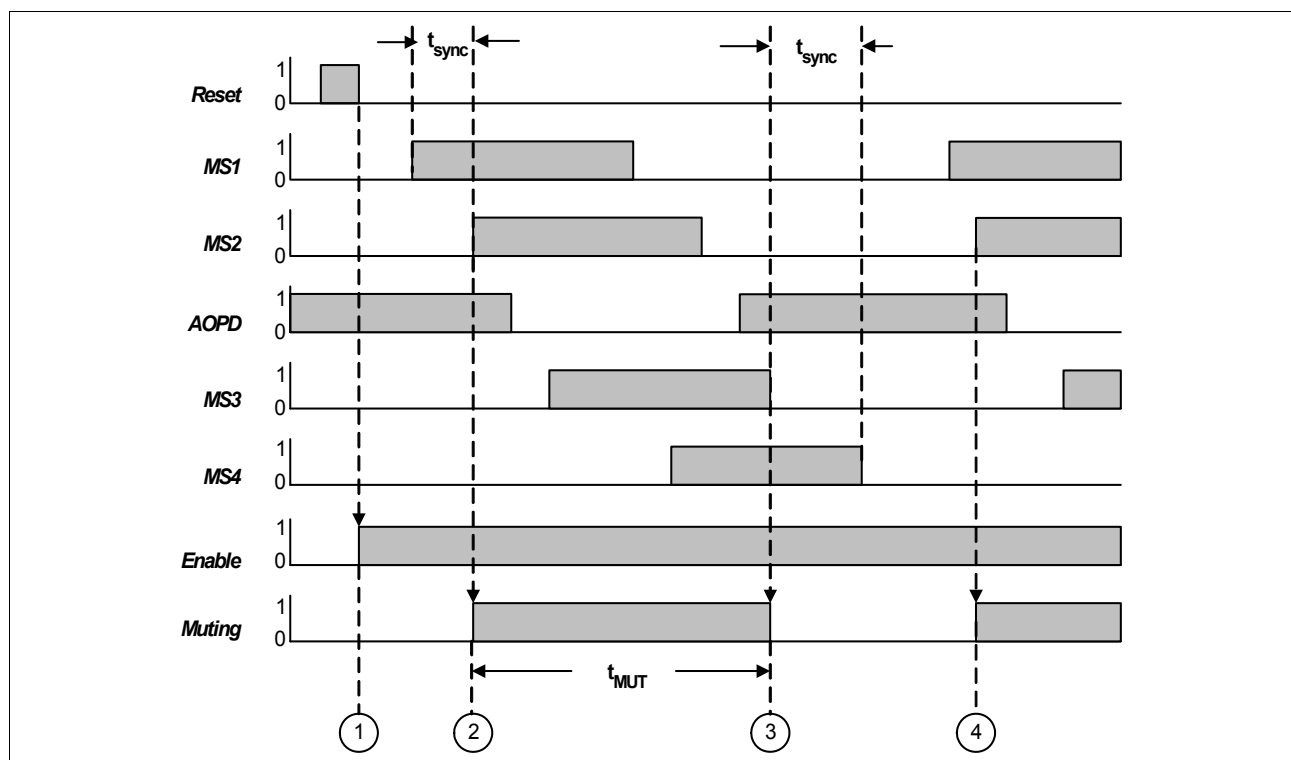 t_sync t_sync
Reset 1 0
MS1 1 0
MS2 1 0
AOPD 1 0
MS3 1 0
MS4 1 0
Enable 1 0
Muting 1 0
t_MUT
1 2 3 4